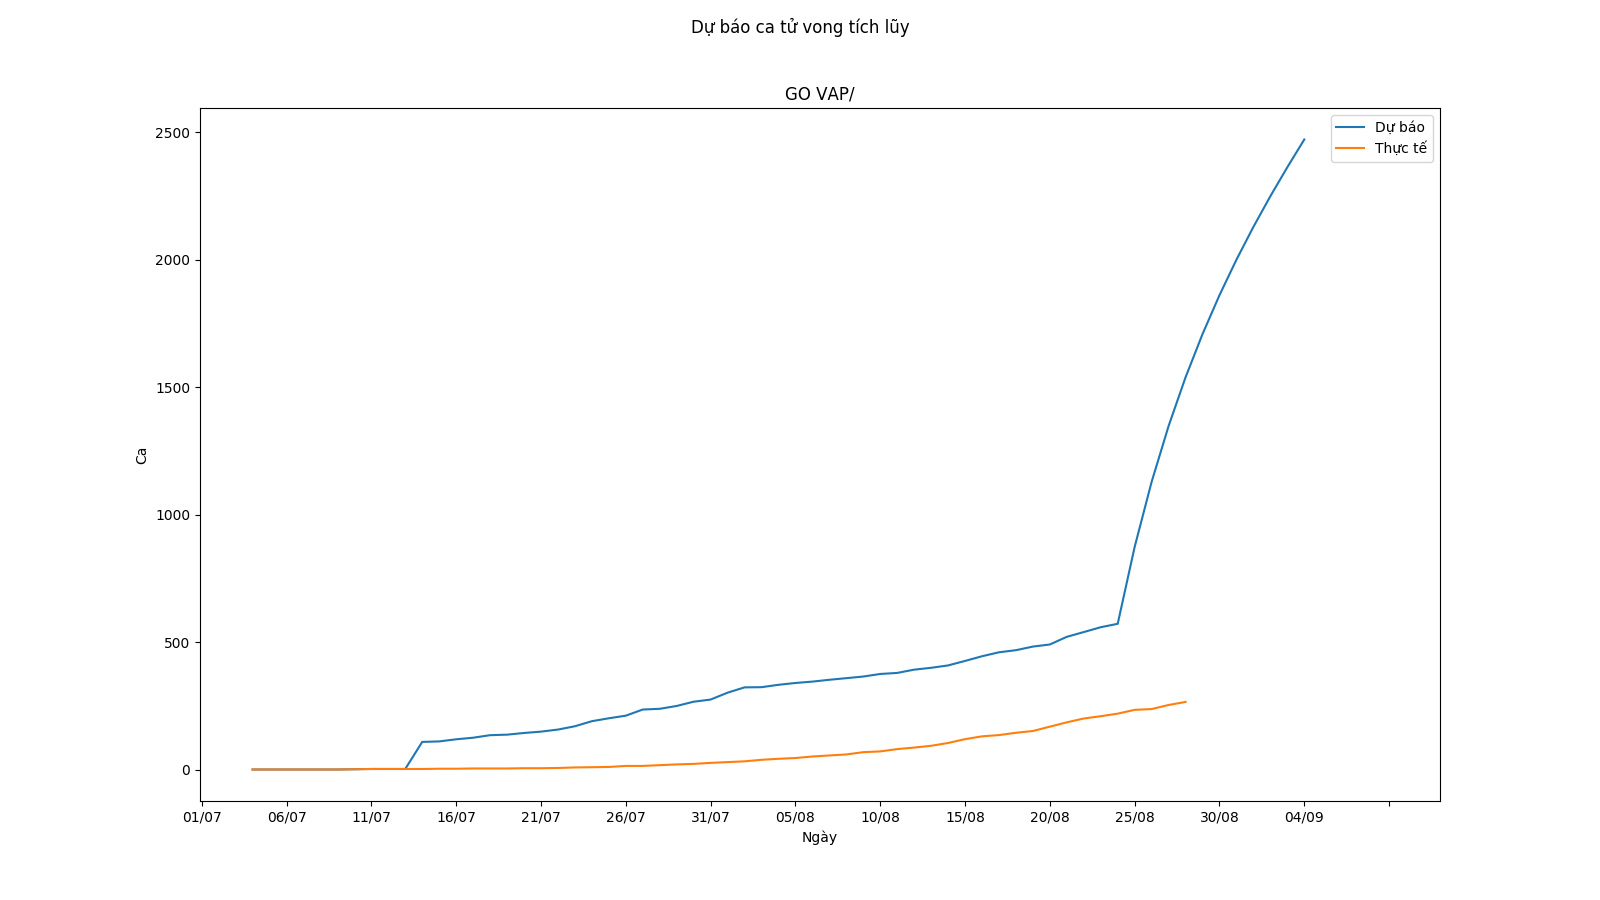 Dự báo ca tử vong tích lũy
GO VAP/
Dự báo
Thực tế
2500
2000
1500
1000
500
0
Ca
01/07 06/07 11/07 16/07 21/07 26/07 31/07 05/08 10/08 15/08 20/08 25/08 30/08 04/09
Ngày